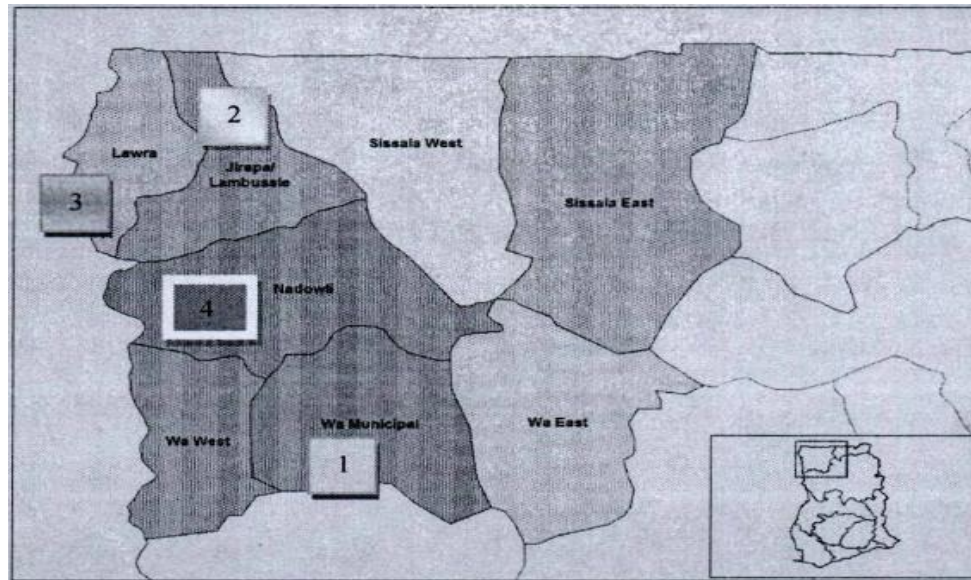 2
Lawra
Jirapa/
Lambussie
Sissala West
3
Sissala East
4
Nadowli
Wa West
Wa Municipal
Wa East
1